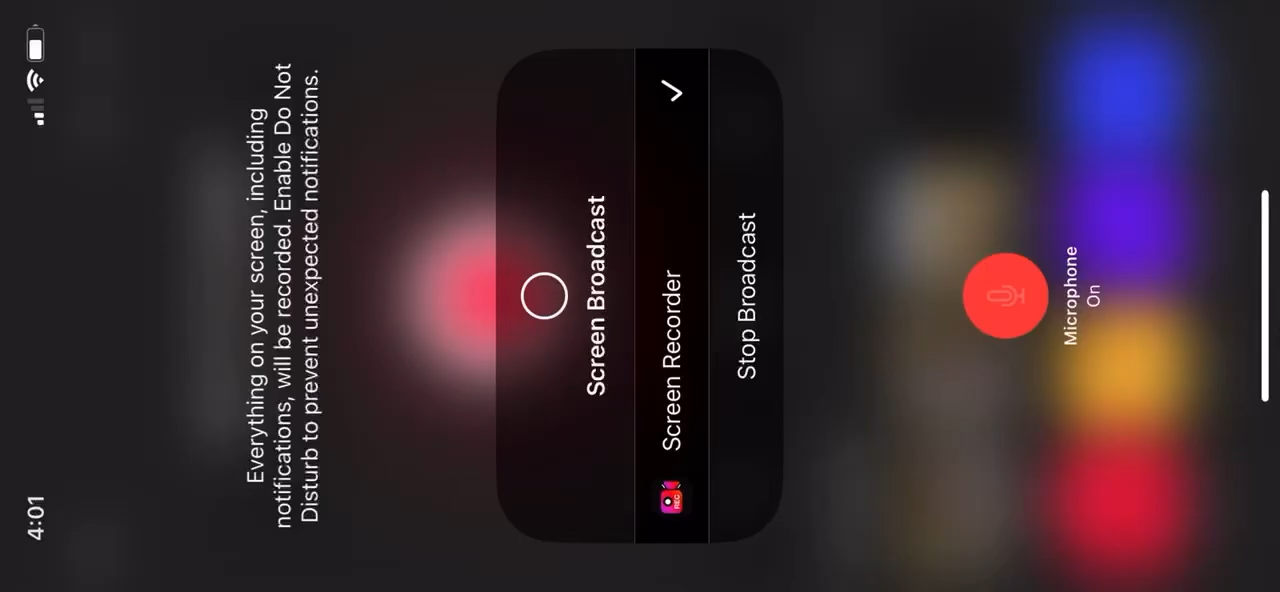 4:01
Everything on your screen, including
notifications, will be recorded. Enable Do Not
Disturb to prevent unexpected notifications.
Screen Broadcast
REC
Screen Recorder
Stop Broadcast
Microphone
On